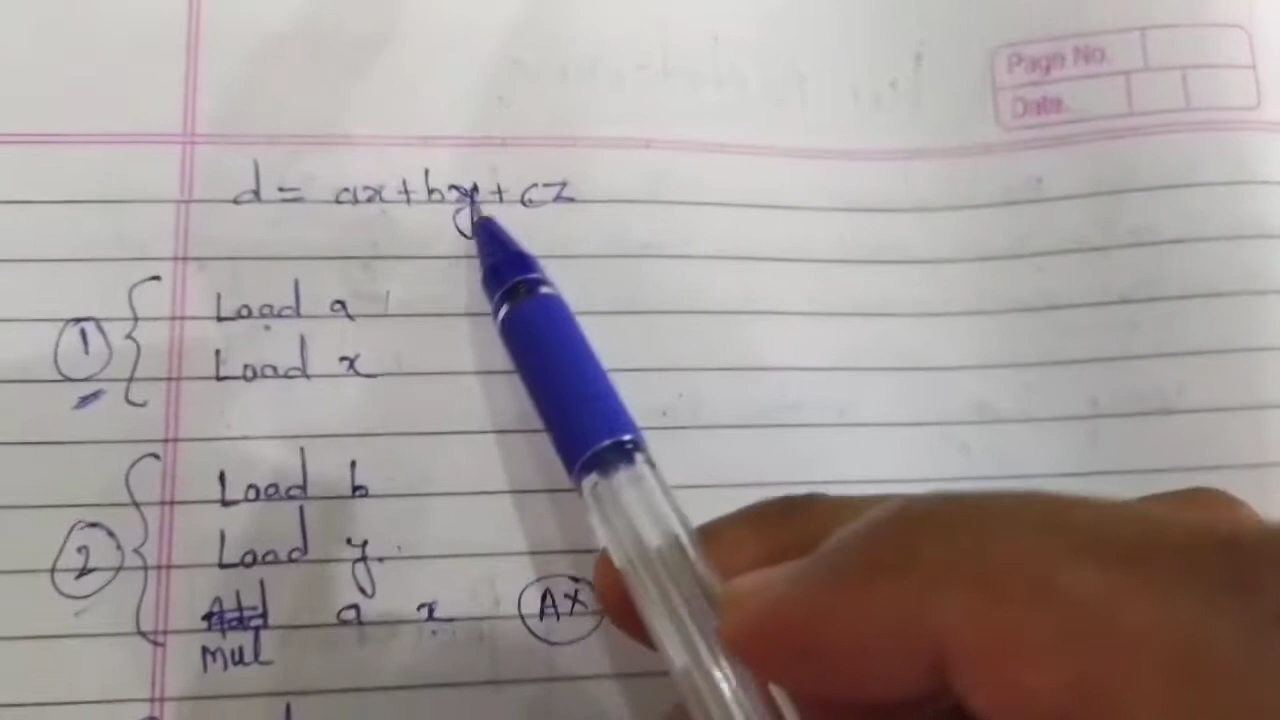 Page No.
Date.
d = ax + by + cz
1 Load a
Load x
2 Load b
Load y.
Add a x AX
Mul